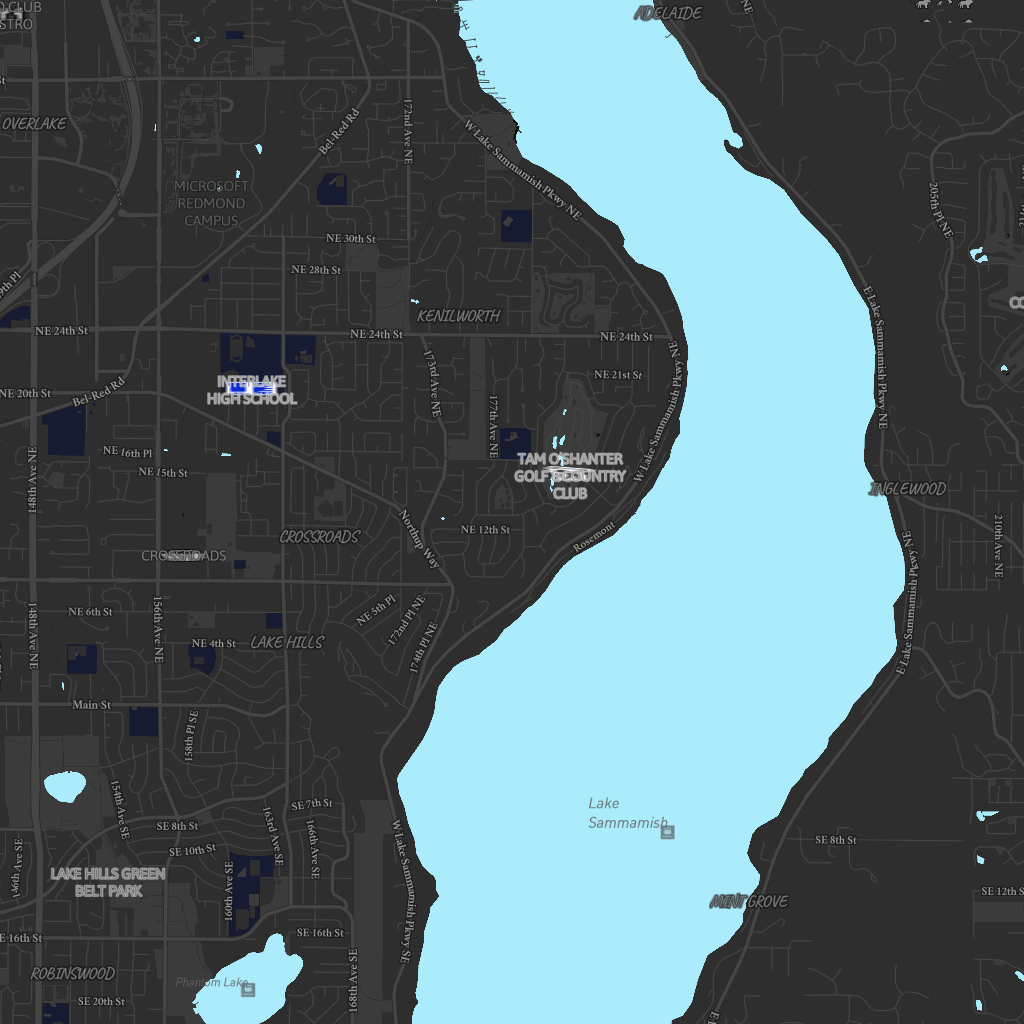 CLUB
ADELAIDE
NE
OVERLAKE
Bel-Red Rd
172nd Ave NE
W Lake Sammamish Pkwy NE
MICROSOFT
REDMOND
CAMPUS
205th Pl NE
NE 30th St
NE 28th St
E Lake Sammamish Pkwy NE
KENILWORTH
NE 24th St
NE 24th St
NE 24th St
173rd Ave NE
NE 21st St
INTERLAKE
HIGH SCHOOL
NE 20th St
Bel-Red Rd
177th Ave NE
W Lake Sammamish Pkwy NE
148th Ave NE
NE 16th Pl
NE 15th St
TAM O'SHANTER
GOLF & COUNTRY
CLUB
INGLEWOOD
210th Ave NE
CROSSROADS
Northup Way
NE 12th St
Rosemont
CROSSROADS
E Lake Sammamish Pkwy NE
148th Ave NE
NE 6th St
156th Ave NE
NE 5th Pl
172nd Pl NE
174th Pl NE
NE 4th St
LAKE HILLS
Main St
158th Pl SE
154th Ave SE
SE 7th St
Lake
Sammamish
SE 8th St
163rd Ave SE
166th Ave SE
SE 8th St
SE 10th St
146th Ave SE
LAKE HILLS GREEN
BELT PARK
160th Ave SE
W Lake Sammamish Pkwy SE
MINT GROVE
SE 12th S
SE 16th St
SE 16th St
168th Ave SE
ROBINSWOOD
Phantom Lake
SE 20th St